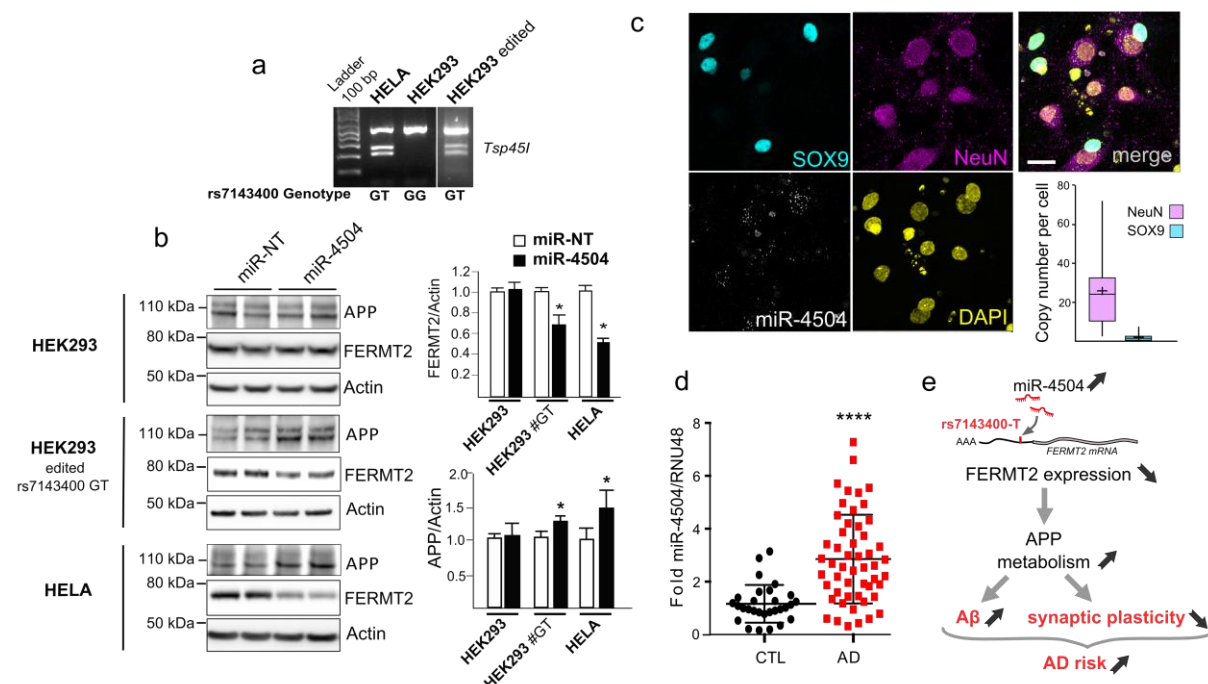 a
Ladder
100 bp
HELA
HEK293
HEK293 edited
Tsp45I
rs7143400 Genotype
GT
GG
GT
b
miR-NT
miR-4504
HEK293
110 kDa
APP
80 kDa
FERMT2
50 kDa
Actin
HEK293
edited
rs7143400 GT
110 kDa
APP
80 kDa
FERMT2
50 kDa
Actin
HELA
110 kDa
APP
80 kDa
FERMT2
50 kDa
Actin
miR-NT
miR-4504
FERMT2/Actin
1.2
1.0
0.8
0.6
0.4
0.2
*
*
HEK293
HEK293 #GT
HELA
APP/Actin
2.0
1.5
1.0
0.5
*
*
HEK293
HEK293 #GT
HELA
c
SOX9
NeuN
merge
miR-4504
DAPI
Copy number per cell
80
60
40
20
NeuN
SOX9
d
Fold miR-4504/RNU48
8
6
4
2
0
****
CTL
AD
e
miR-4504
rs7143400-T
AAA
FERMT2 mRNA
FERMT2 expression
APP
metabolism
Aβ
synaptic plasticity
AD risk